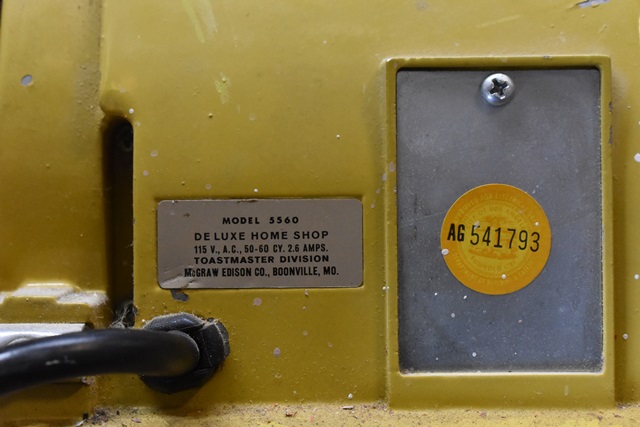 MODEL 5560
DE LUXE HOME SHOP
115 V., A.C., 50-60 CY. 2.6 AMPS.
TOASTMASTER DIVISION
McGRAW EDISON CO., BOONVILLE, MO.
AG 541793